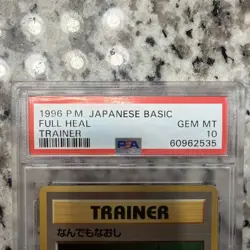 1996 P.M. JAPANESE BASIC
FULL HEAL GEM MT
TRAINER 10
PSA 60962535
TRAINER
なんでもなおし